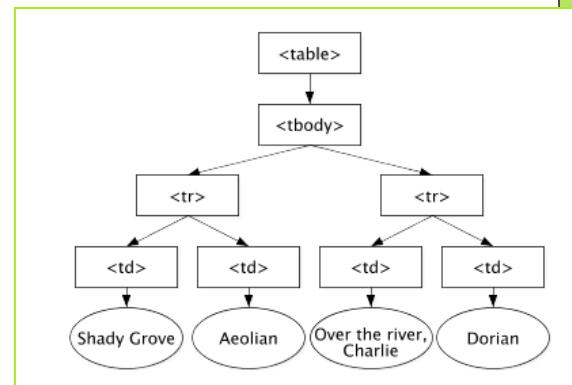 <table>
<tbody>
<tr> <tr>
<td> <td> <td> <td>
Shady Grove Aeolian Over the river, Dorian
Charlie